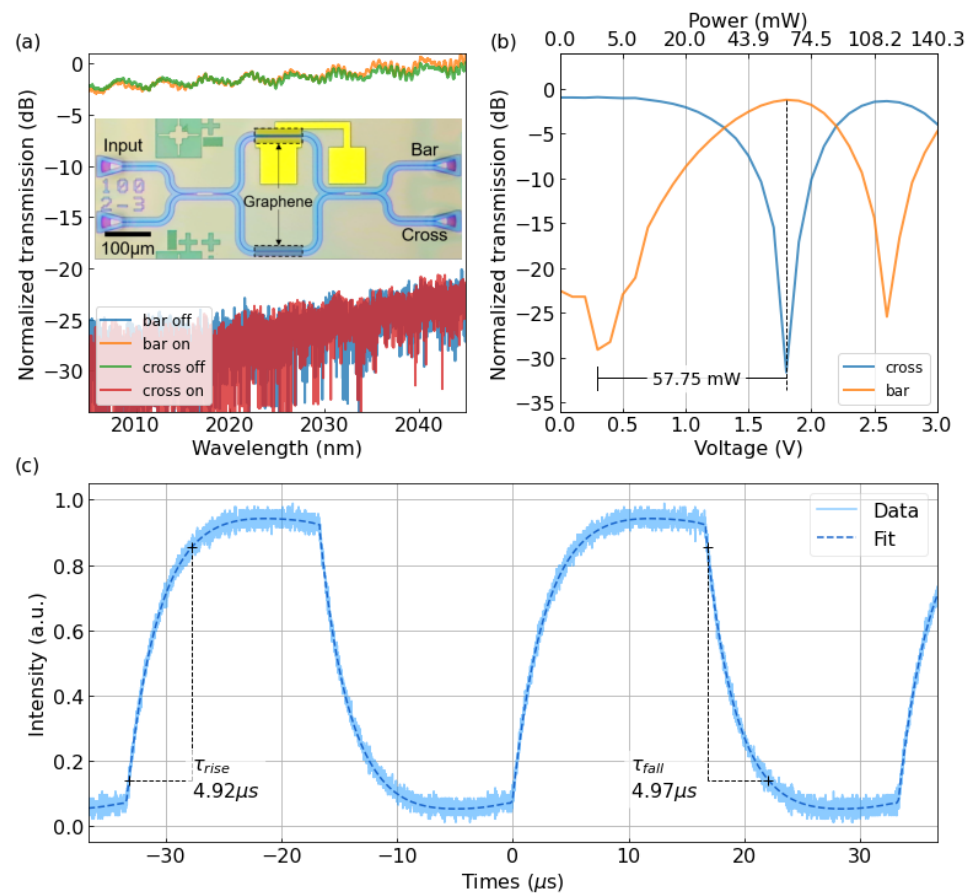 (a)
Normalized transmission (dB)
0
−5
−10
−15
−20
−25
−30
Input
100
2-3
100μm
Graphene
Bar
Cross
bar off
bar on
cross off
cross on
2010 2020 2030 2040
Wavelength (nm)
(b)
Power (mW)
0.0 5.0 20.0 43.9 74.5 108.2 140.3
Normalized transmission (dB)
0
−5
−10
−15
−20
−25
−30
−35
57.75 mW
cross
bar
0.0 0.5 1.0 1.5 2.0 2.5 3.0
Voltage (V)
(c)
Intensity (a.u.)
1.0
0.8
0.6
0.4
0.2
0.0
Data
Fit
τrise
4.92μs
τfall
4.97μs
−30 −20 −10 0 10 20 30
Times (μs)